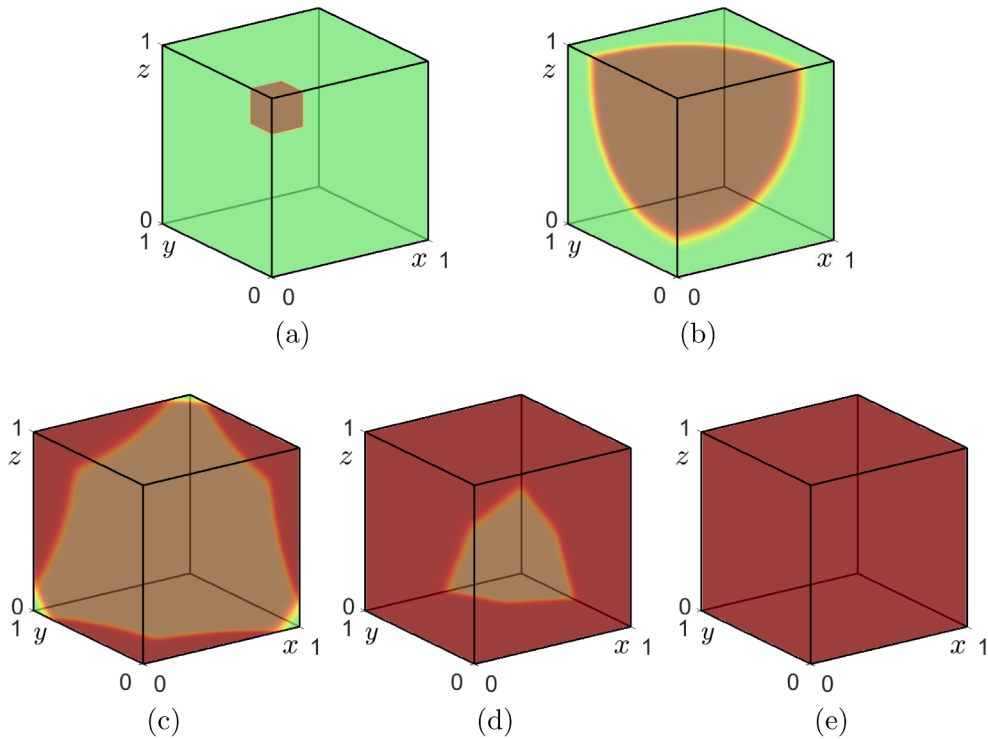 1 1
z z
0 0
1 y x 1 1 y x 1
0 0 0 0
(a) (b)
1 1 1
z z z
0 0 0
1 y x 1 1 y x 1 1 y x 1
0 0 0 0 0 0
(c) (d) (e)